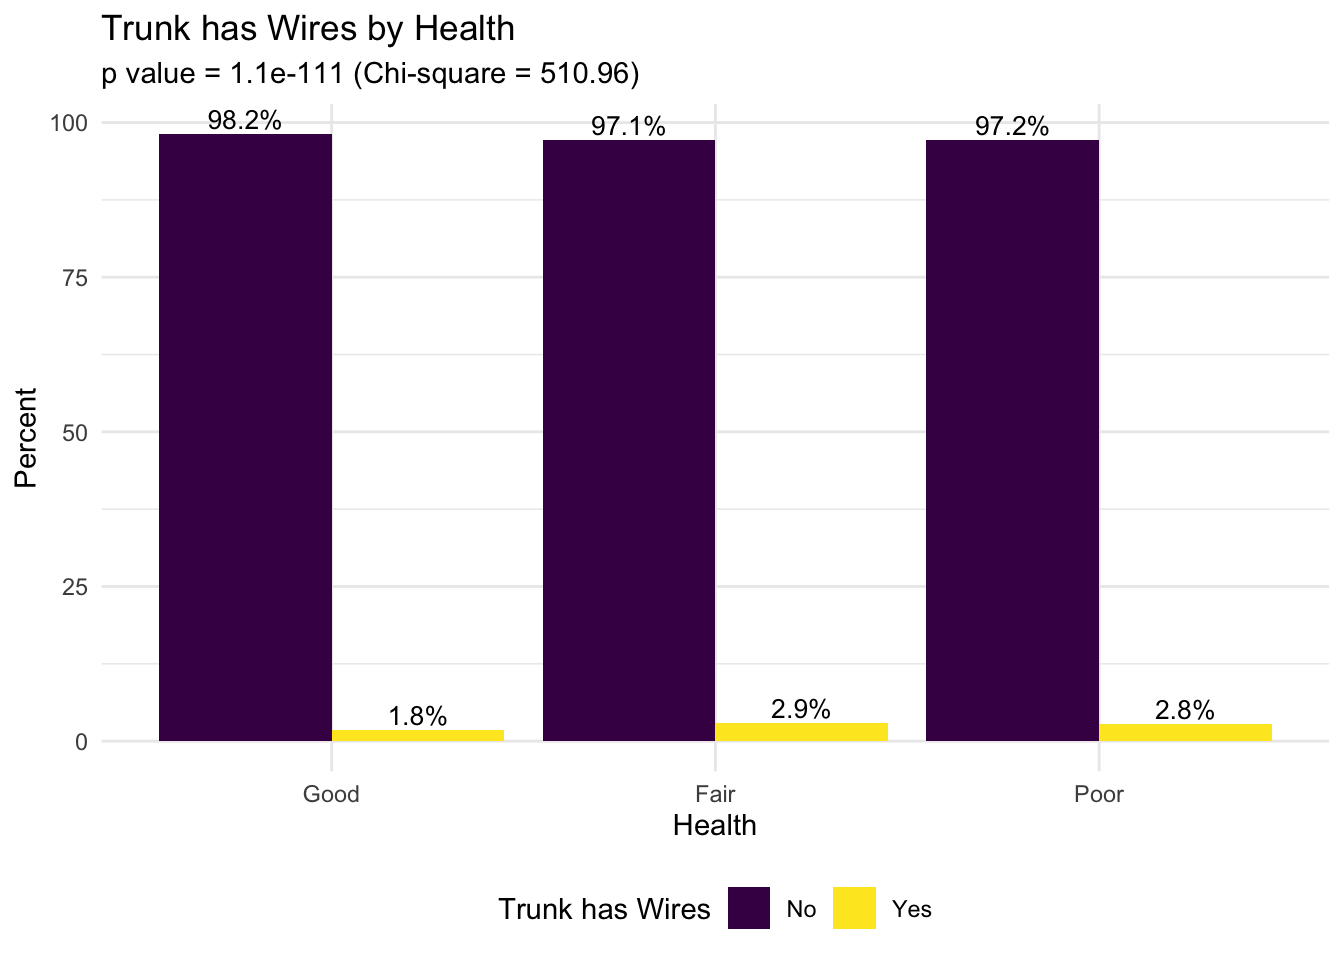 Trunk has Wires by Health
p value = 1.1e-111 (Chi-square = 510.96)
100
75
50
25
0
Percent
98.2%
1.8%
97.1%
2.9%
97.2%
2.8%
Good
Fair
Poor
Health
Trunk has Wires
No
Yes